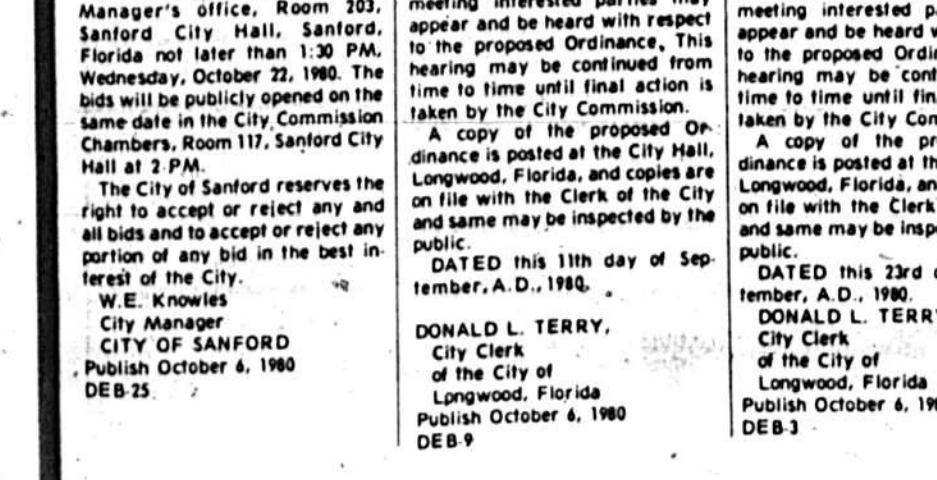 Manager's office, Room 203,
Sanford City Hall, Sanford,
Florida not later than 1:30 PM,
Wednesday, October 22, 1980. The
bids will be publicly opened on the
same date in the City Commission
Chambers, Room 117, Sanford City
Hall at 2 PM.
The City of Sanford reserves the
right to accept or reject any and
all bids and to accept or reject any
portion of any bid in the best in-
terest of the City.
W.E. Knowles
City Manager
CITY OF SANFORD
Publish October 6, 1980
DEB-25
meeting interested parties may
appear and be heard with respect
to the proposed Ordinance. This
hearing may be continued from
time to time until final action is
taken by the City Commission.
A copy of the proposed Or-
dinance is posted at the City Hall,
Longwood, Florida, and copies are
on file with the Clerk of the City
and same may be inspected by the
public.
DATED this 11th day of Sep-
tember, A.D., 1980.
DONALD L. TERRY,
City Clerk
of the City of
Longwood, Florida
Publish October 6, 1980
DEB-9
meeting interested
appear and be heard
to the proposed
hearing may be
time to time until
taken by the City
A copy of the
dinance is posted at
Longwood, Florida,
on file with the Clerk
and same may be
public.
DATED this 23rd
tember, A.D., 1980.
DONALD L.
City Clerk
of the City of
Longwood, Florida
Publish October 6,
DEB-3